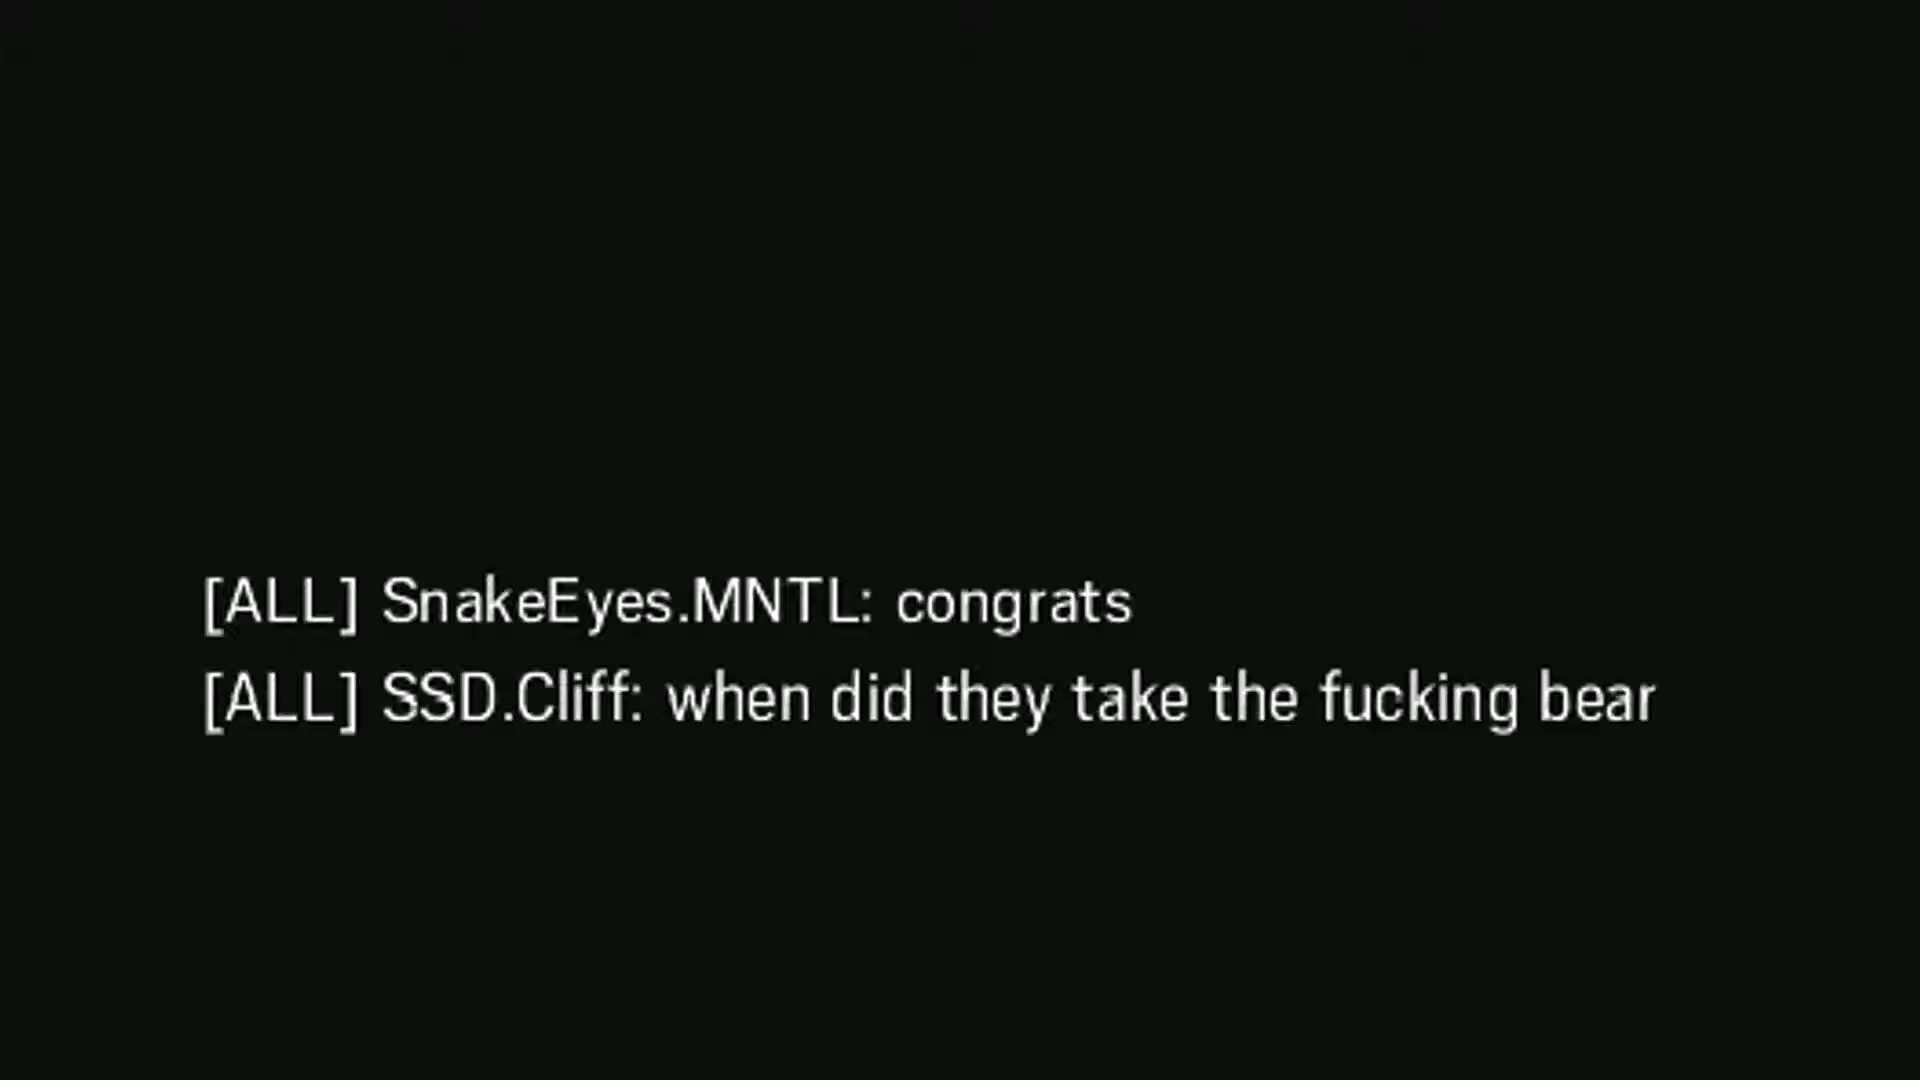 [ALL] SnakeEyes.MNTL: congrats
[ALL] SSD.Cliff: when did they take the fucking bear